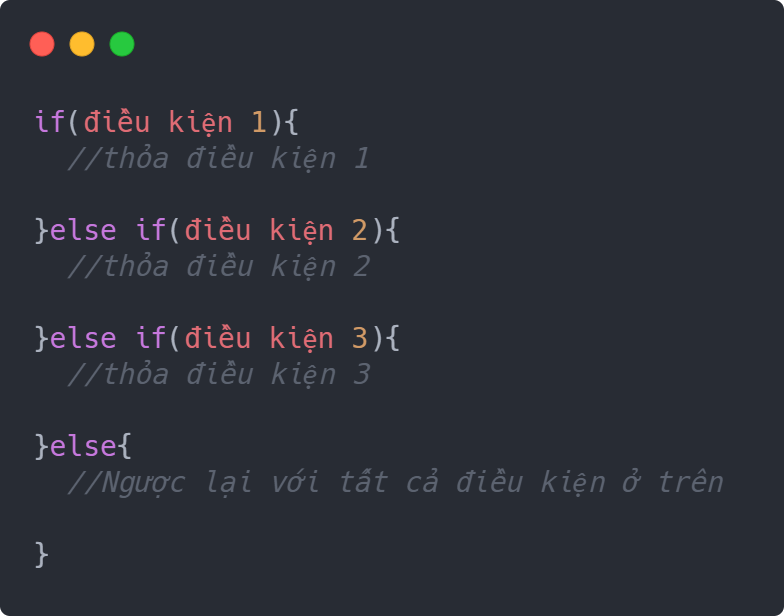 if(điều kiện 1){
  //thỏa điều kiện 1
}else if(điều kiện 2){
  //thỏa điều kiện 2
}else if(điều kiện 3){
  //thỏa điều kiện 3
}else{
  //Ngược lại với tất cả điều kiện ở trên
}